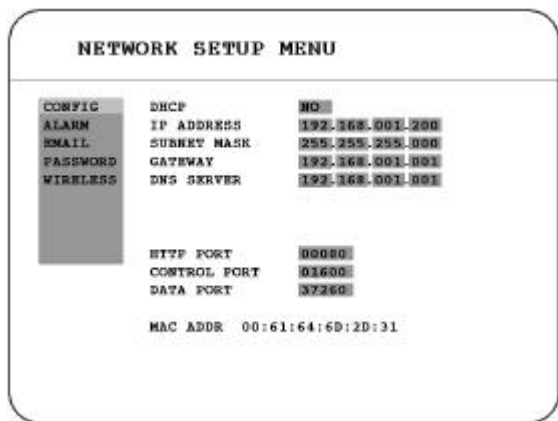 NETWORK SETUP MENU
CONFIG DHCP NO
ALARM IP ADDRESS 192.168.001.200
EMAIL SUBNET MASK 255.255.255.000
PASSWORD GATEWAY 192.168.001.001
WIRELESS DNS SERVER 192.168.001.001
HTTP PORT 00080
CONTROL PORT 01600
DATA PORT 37260
MAC ADDR 00:61:64:6D:2D:31